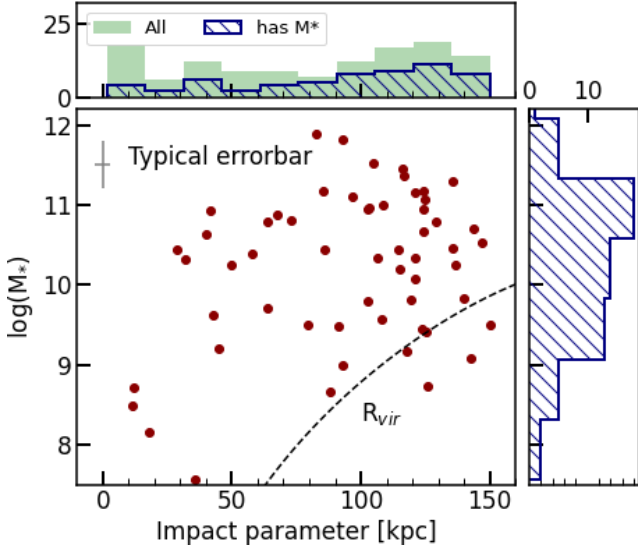 25
All
has M*
0
0
10
12
Typical errorbar
11
log(M*)
10
9
R_vir
8
0
50
100
150
Impact parameter [kpc]